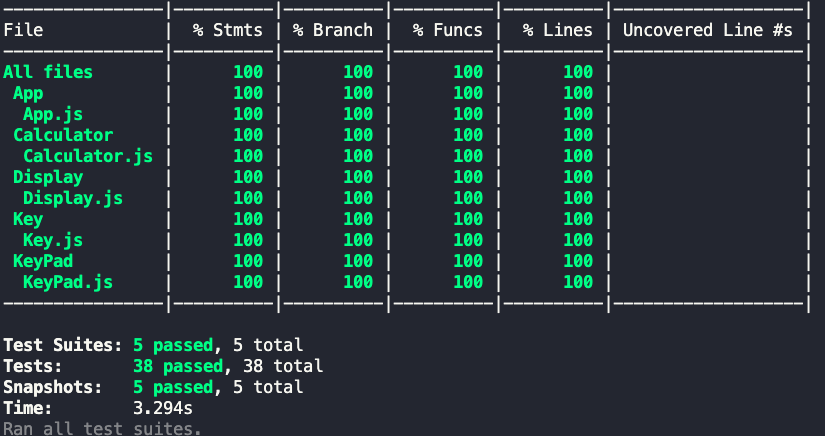 ----------------|----------|----------|----------|----------|-------------------|
File            |  % Stmts | % Branch |  % Funcs |  % Lines | Uncovered Line #s |
----------------|----------|----------|----------|----------|-------------------|
All files       |      100 |      100 |      100 |      100 |                   |
 App            |      100 |      100 |      100 |      100 |                   |
  App.js        |      100 |      100 |      100 |      100 |                   |
 Calculator     |      100 |      100 |      100 |      100 |                   |
  Calculator.js |      100 |      100 |      100 |      100 |                   |
 Display        |      100 |      100 |      100 |      100 |                   |
  Display.js    |      100 |      100 |      100 |      100 |                   |
 Key            |      100 |      100 |      100 |      100 |                   |
  Key.js        |      100 |      100 |      100 |      100 |                   |
 KeyPad         |      100 |      100 |      100 |      100 |                   |
  KeyPad.js     |      100 |      100 |      100 |      100 |                   |
----------------|----------|----------|----------|----------|-------------------|
Test Suites: 5 passed, 5 total
Tests:       38 passed, 38 total
Snapshots:   5 passed, 5 total
Time:        3.294s
Ran all test suites.